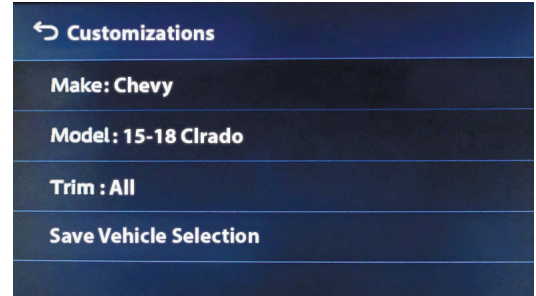 Customizations
Make: Chevy
Model: 15-18 Clrado
Trim : All
Save Vehicle Selection